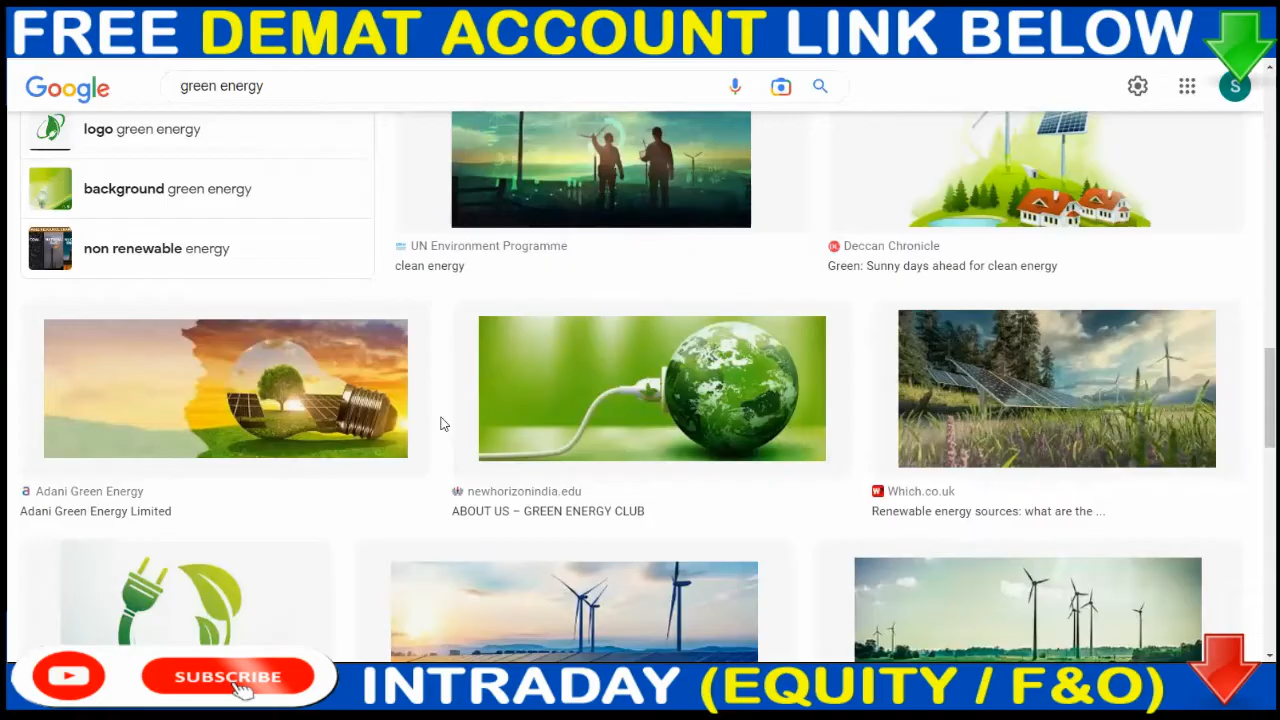 FREE DEMAT ACCOUNT LINK BELOW
Google
green energy
S
logo green energy
background green energy
non renewable energy
UN Environment Programme
clean energy
Deccan Chronicle
Green: Sunny days ahead for clean energy
Adani Green Energy
Adani Green Energy Limited
newhorizonindia.edu
ABOUT US – GREEN ENERGY CLUB
Which.co.uk
Renewable energy sources: what are the ...
SUBSCRIBE
INTRADAY (EQUITY / F&O)